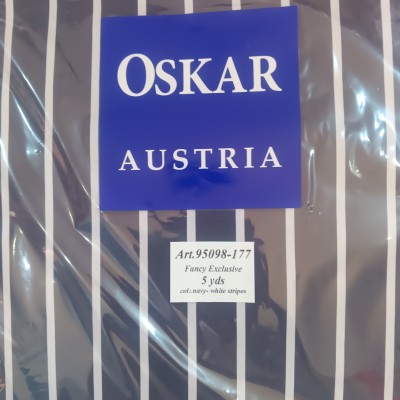 OSKAR
AUSTRIA
Art.95098-177
Fancy Exclusive
5 yds
col:.navy- white stripes